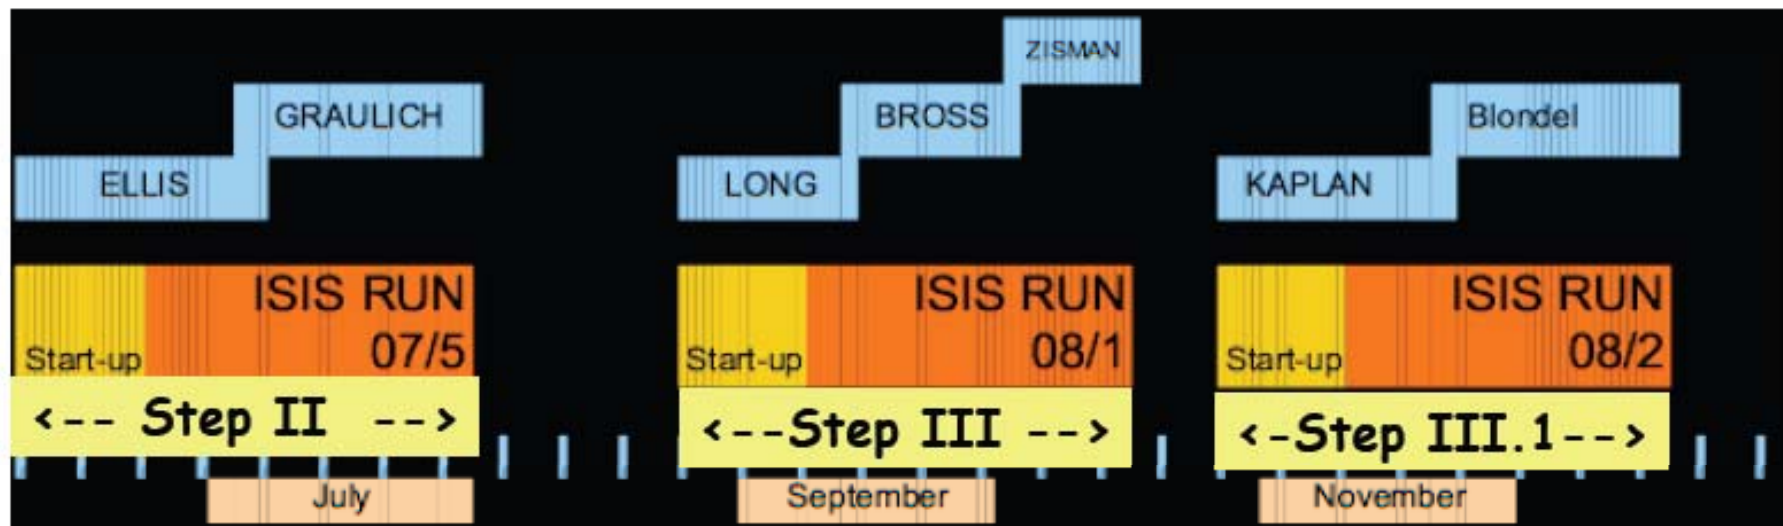 ZISMAN
GRAULICH
BROSS
Blondel
ELLIS
LONG
KAPLAN
ISIS RUN
07/5
Start-up
ISIS RUN
08/1
Start-up
ISIS RUN
08/2
Start-up
<-- Step II -->
<--Step III -->
<-Step III.1-->
July
September
November